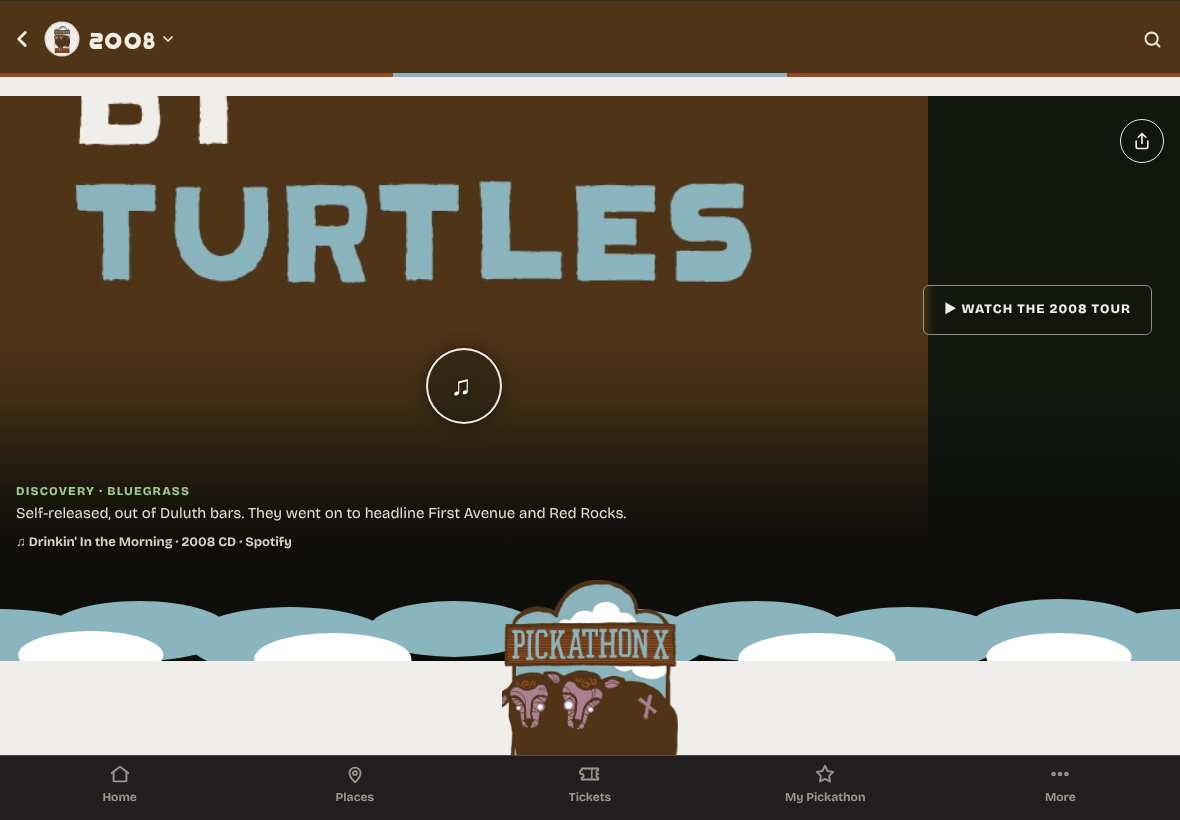 2008
BY
TURTLES
▶ WATCH THE 2008 TOUR
♫
DISCOVERY · BLUEGRASS
Self-released, out of Duluth bars. They went on to headline First Avenue and Red Rocks.
♫ Drinkin' In the Morning · 2008 CD · Spotify
PICKATHON X
Home
Places
Tickets
My Pickathon
More